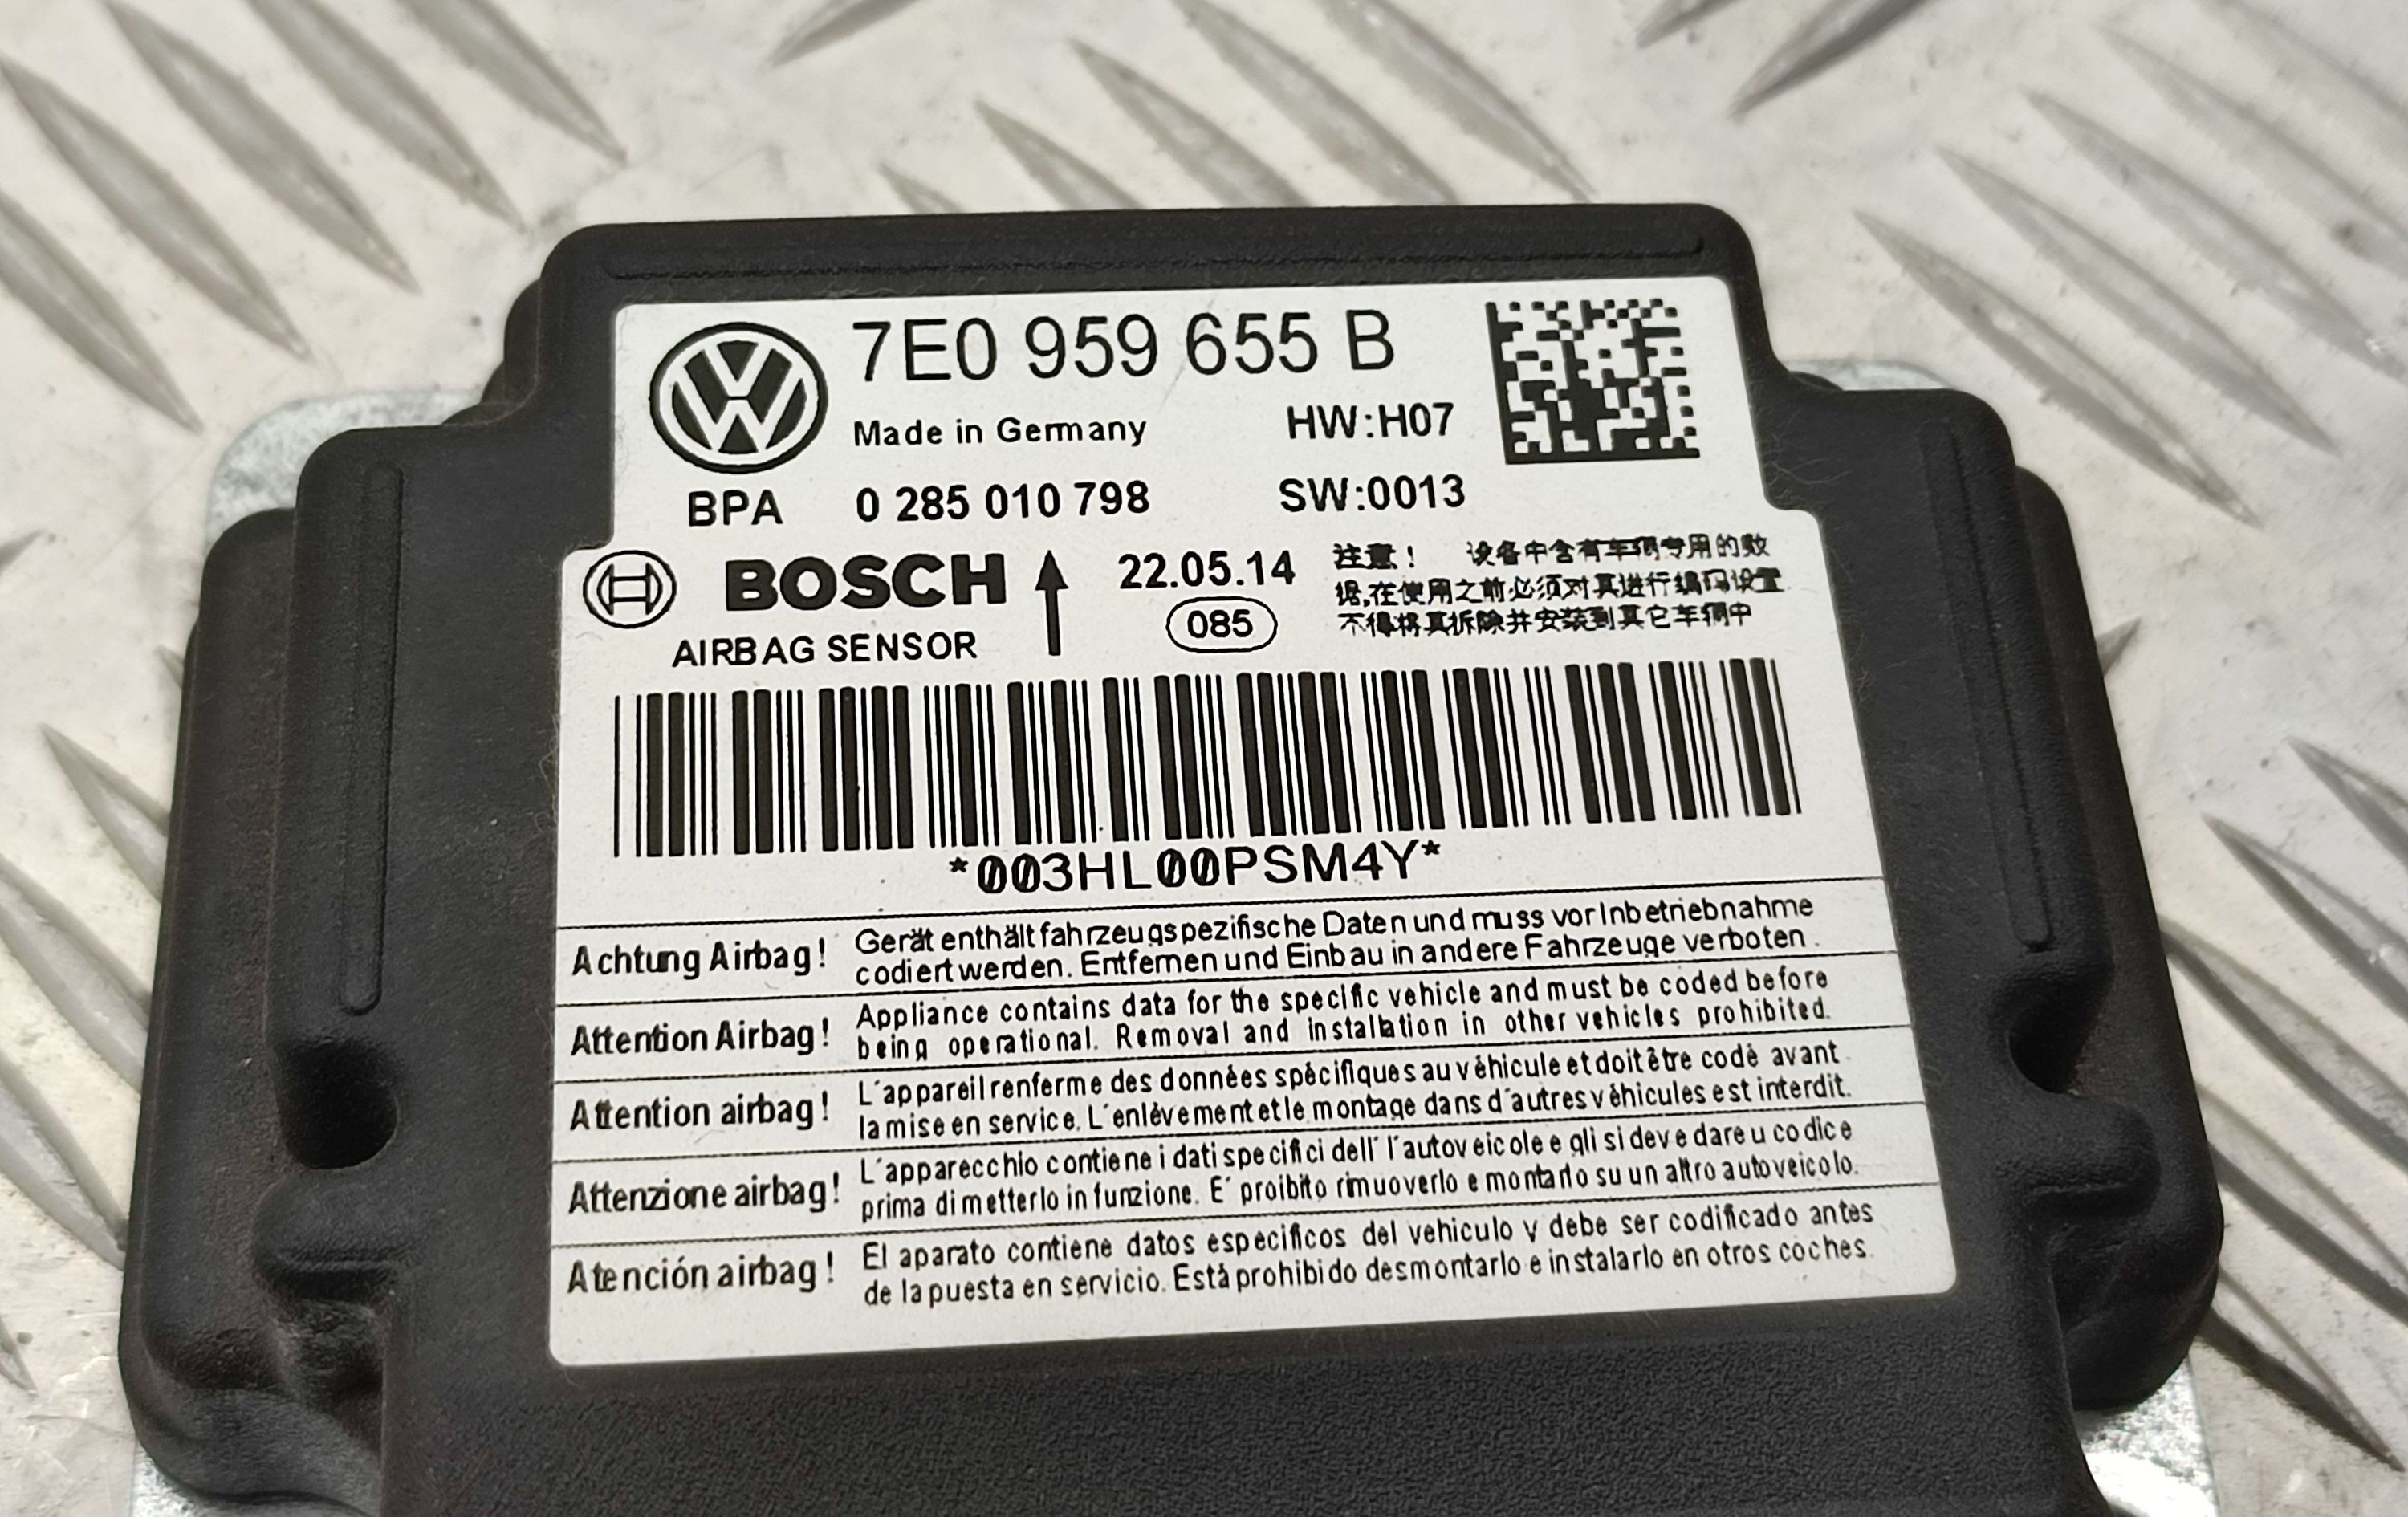 7E0 959 655 B
Made in Germany HW:H07
BPA 0 285 010 798 SW:0013
BOSCH 22.05.14
085
AIRBAG SENSOR
注意! 设备中含有车辆专用的数
据,在使用之前必须对其进行编码设置
不得将其拆除并安装到其它车辆中
*003HL00PSM4Y*
Achtung Airbag! Gerät enthält fahrzeugspezifische Daten und muss vor Inbetriebnahme
codiert werden. Entfernen und Einbau in andere Fahrzeuge verboten.
Attention Airbag! Appliance contains data for the specific vehicle and must be coded before
being operational. Removal and installation in other vehicles prohibited.
Attention airbag! L´appareil renferme des données spécifiques au véhicule et doit être codé avant
la mise en service. L´enlèvement et le montage dans d´autres véhicules est interdit.
Attenzione airbag! L´apparecchio contiene i dati specifici dell´ l´autoveicole e gli si deve dare u codice
prima di metterlo in funzione. E´ proibito rimuoverlo e montarlo su un altro autoveicolo.
Atención airbag! El aparato contiene datos especificos del vehiculo y debe ser codificado antes
de la puesta en servicio. Está prohibido desmontarlo e instalarlo en otros coches.